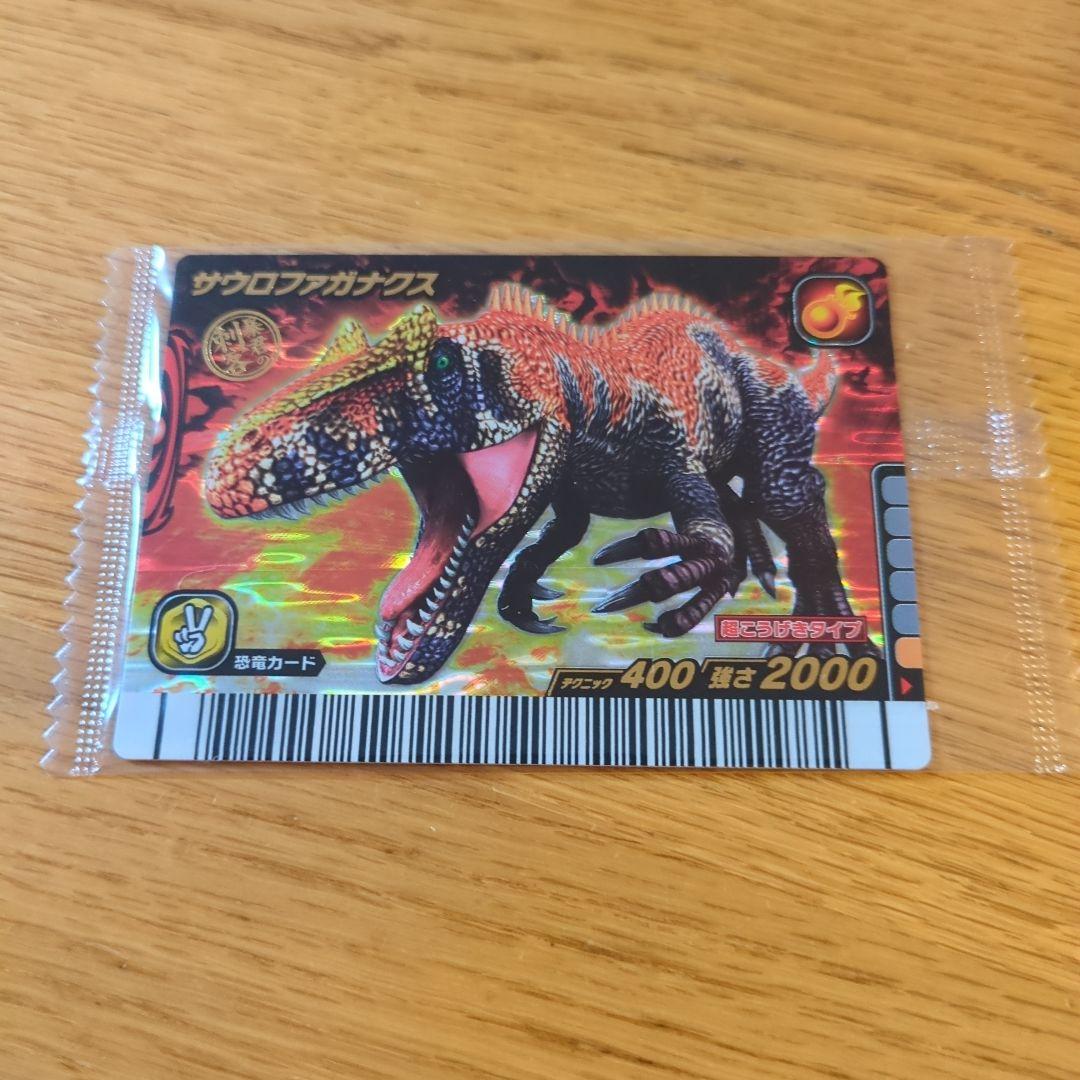 サウロファガナクス
超こうげきタイプ
恐竜カード
テクニック 400 強さ 2000